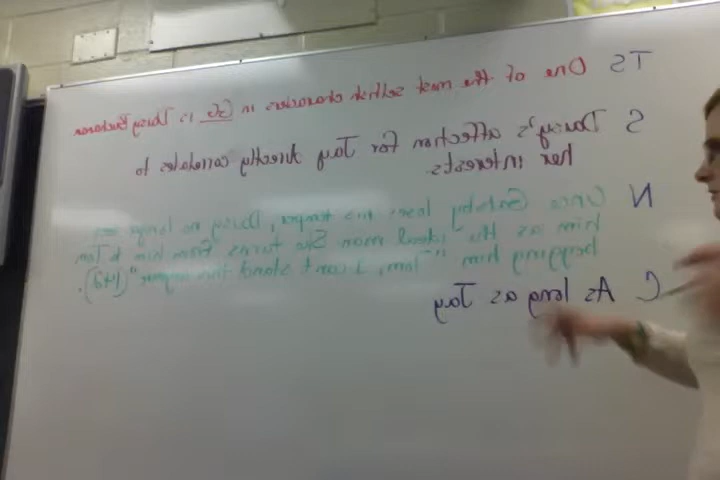 TS One of the most selfish characters in GG is Daisy Buchanan
S Daisy's affection for Jay directly correlates to
her interests.
N Once Gatsby loses his temper, Daisy no longer
him as the "ideal man She turns from him & Tom
begging him "Tom, I can't stand this anymore"
C As long as Jay